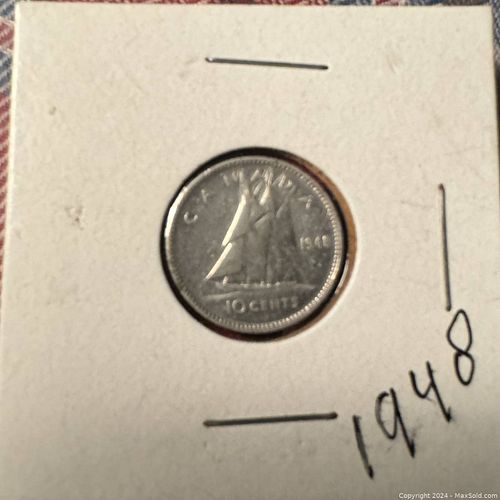 CANADA
1948
10 CENTS
1948
Copyright 2024 - MaxSold.com